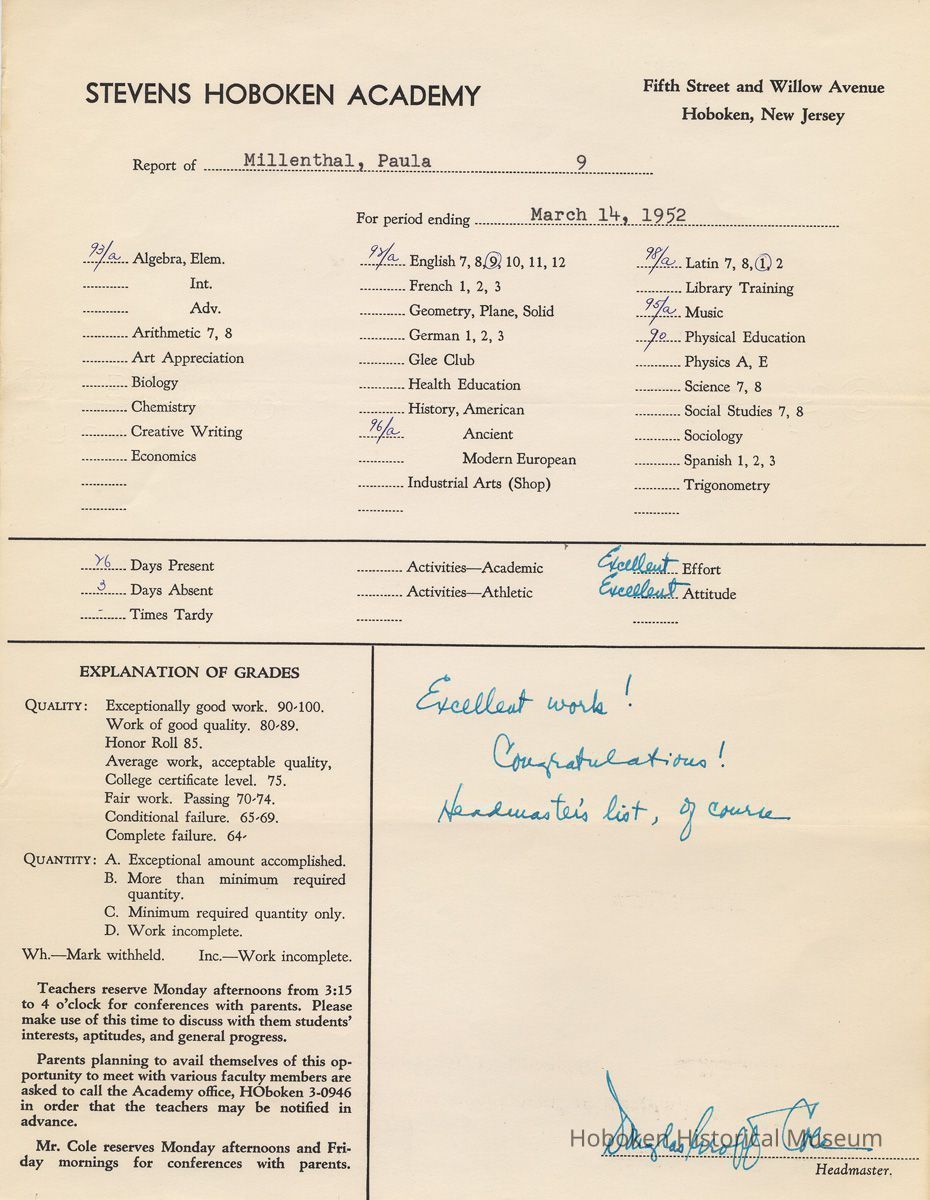 STEVENS HOBOKEN ACADEMY
Fifth Street and Willow Avenue
Hoboken, New Jersey
Report of Millenthal, Paula 9
For period ending March 14, 1952
93/a Algebra, Elem.
Int.
Adv.
Arithmetic 7, 8
Art Appreciation
Biology
Chemistry
Creative Writing
Economics
English 7, 8, 9, 10, 11, 12
French 1, 2, 3
Geometry, Plane, Solid
German 1, 2, 3
Glee Club
Health Education
History, American
96/a Ancient
Modern European
Industrial Arts (Shop)
98/a Latin 7, 8, 1, 2
Library Training
95/a Music
90 Physical Education
Physics A, E
Science 7, 8
Social Studies 7, 8
Sociology
Spanish 1, 2, 3
Trigonometry
Days Present
3 Days Absent
- Times Tardy
Activities—Academic
Activities—Athletic
Excellent Effort
Excellent Attitude
EXPLANATION OF GRADES
QUALITY: Exceptionally good work. 90-100.
Work of good quality. 80-89.
Honor Roll 85.
Average work, acceptable quality,
College certificate level. 75.
Fair work. Passing 70-74.
Conditional failure. 65-69.
Complete failure. 64-
QUANTITY: A. Exceptional amount accomplished.
B. More than minimum required
quantity.
C. Minimum required quantity only.
D. Work incomplete.
Wh.—Mark withheld. Inc.—Work incomplete.
Teachers reserve Monday afternoons from 3:15
to 4 o'clock for conferences with parents. Please
make use of this time to discuss with them students'
interests, aptitudes, and general progress.
Parents planning to avail themselves of this op-
portunity to meet with various faculty members are
asked to call the Academy office, HOboken 3-0946
in order that the teachers may be notified in
advance.
Mr. Cole reserves Monday afternoons and Fri-
day mornings for conferences with parents.
Excellent work!
Congratulations!
Headmaster's list, of course
Douglas Groff Cole
Hoboken Historical Museum
Headmaster.